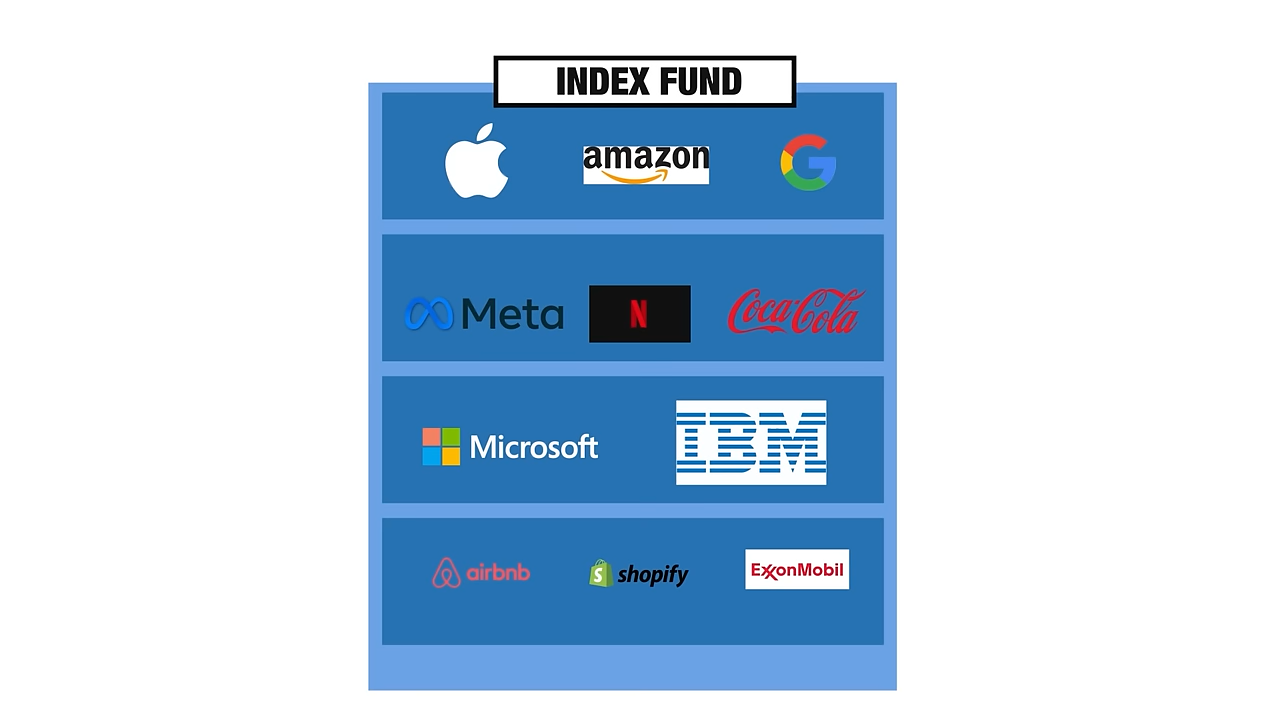 INDEX FUND
amazon
G
Meta
N
Coca-Cola
Microsoft
IBM
airbnb
S
shopify
ExxonMobil